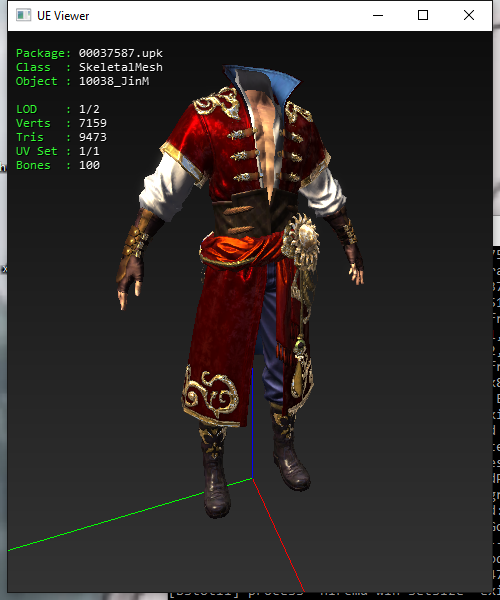 UE Viewer
Package: 00037587.upk
Class : SkeletalMesh
Object : 10038_JinM
LOD : 1/2
Verts : 7159
Tris : 9473
UV Set : 1/1
Bones : 100